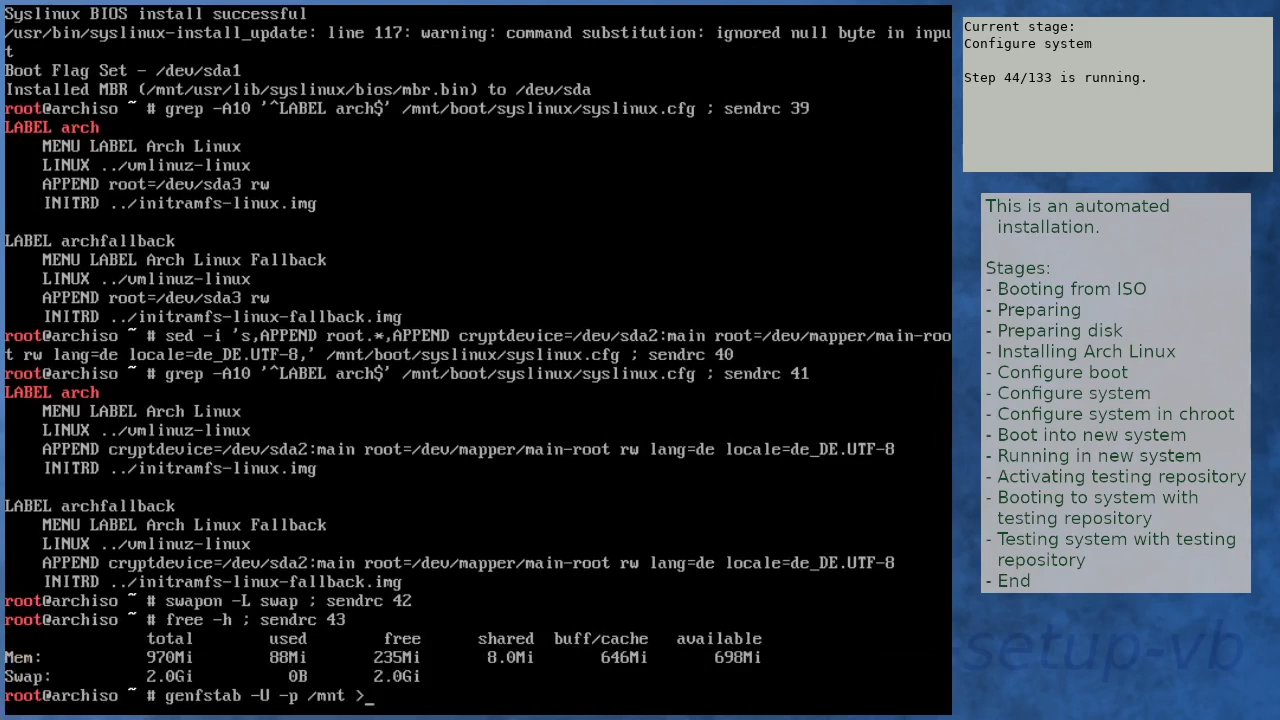 Syslinux BIOS install successful
/usr/bin/syslinux-install_update: line 117: warning: command substitution: ignored null byte in inpu
t
Boot Flag Set - /dev/sda1
Installed MBR (/mnt/usr/lib/syslinux/bios/mbr.bin) to /dev/sda
root@archiso ~ # grep -A10 '^LABEL arch$' /mnt/boot/syslinux/syslinux.cfg ; sendrc 39
LABEL arch
    MENU LABEL Arch Linux
    LINUX ../vmlinuz-linux
    APPEND root=/dev/sda3 rw
    INITRD ../initramfs-linux.img

LABEL archfallback
    MENU LABEL Arch Linux Fallback
    LINUX ../vmlinuz-linux
    APPEND root=/dev/sda3 rw
    INITRD ../initramfs-linux-fallback.img
root@archiso ~ # sed -i 's,APPEND root.*,APPEND cryptdevice=/dev/sda2:main root=/dev/mapper/main-roo
t rw lang=de locale=de_DE.UTF-8,' /mnt/boot/syslinux/syslinux.cfg ; sendrc 40
root@archiso ~ # grep -A10 '^LABEL arch$' /mnt/boot/syslinux/syslinux.cfg ; sendrc 41
LABEL arch
    MENU LABEL Arch Linux
    LINUX ../vmlinuz-linux
    APPEND cryptdevice=/dev/sda2:main root=/dev/mapper/main-root rw lang=de locale=de_DE.UTF-8
    INITRD ../initramfs-linux.img

LABEL archfallback
    MENU LABEL Arch Linux Fallback
    LINUX ../vmlinuz-linux
    APPEND cryptdevice=/dev/sda2:main root=/dev/mapper/main-root rw lang=de locale=de_DE.UTF-8
    INITRD ../initramfs-linux-fallback.img
root@archiso ~ # swapon -L swap ; sendrc 42
root@archiso ~ # free -h ; sendrc 43
               total        used        free      shared  buff/cache   available
Mem:           970Mi        88Mi       235Mi       8.0Mi       646Mi       698Mi
Swap:          2.0Gi          0B       2.0Gi
root@archiso ~ # genfstab -U -p /mnt >_
Current stage:
Configure system

Step 44/133 is running.
This is an automated
installation.

Stages:
- Booting from ISO
- Preparing
- Preparing disk
- Installing Arch Linux
- Configure boot
- Configure system
- Configure system in chroot
- Boot into new system
- Running in new system
- Activating testing repository
- Booting to system with
testing repository
- Testing system with testing
repository
- End
-setup-vb